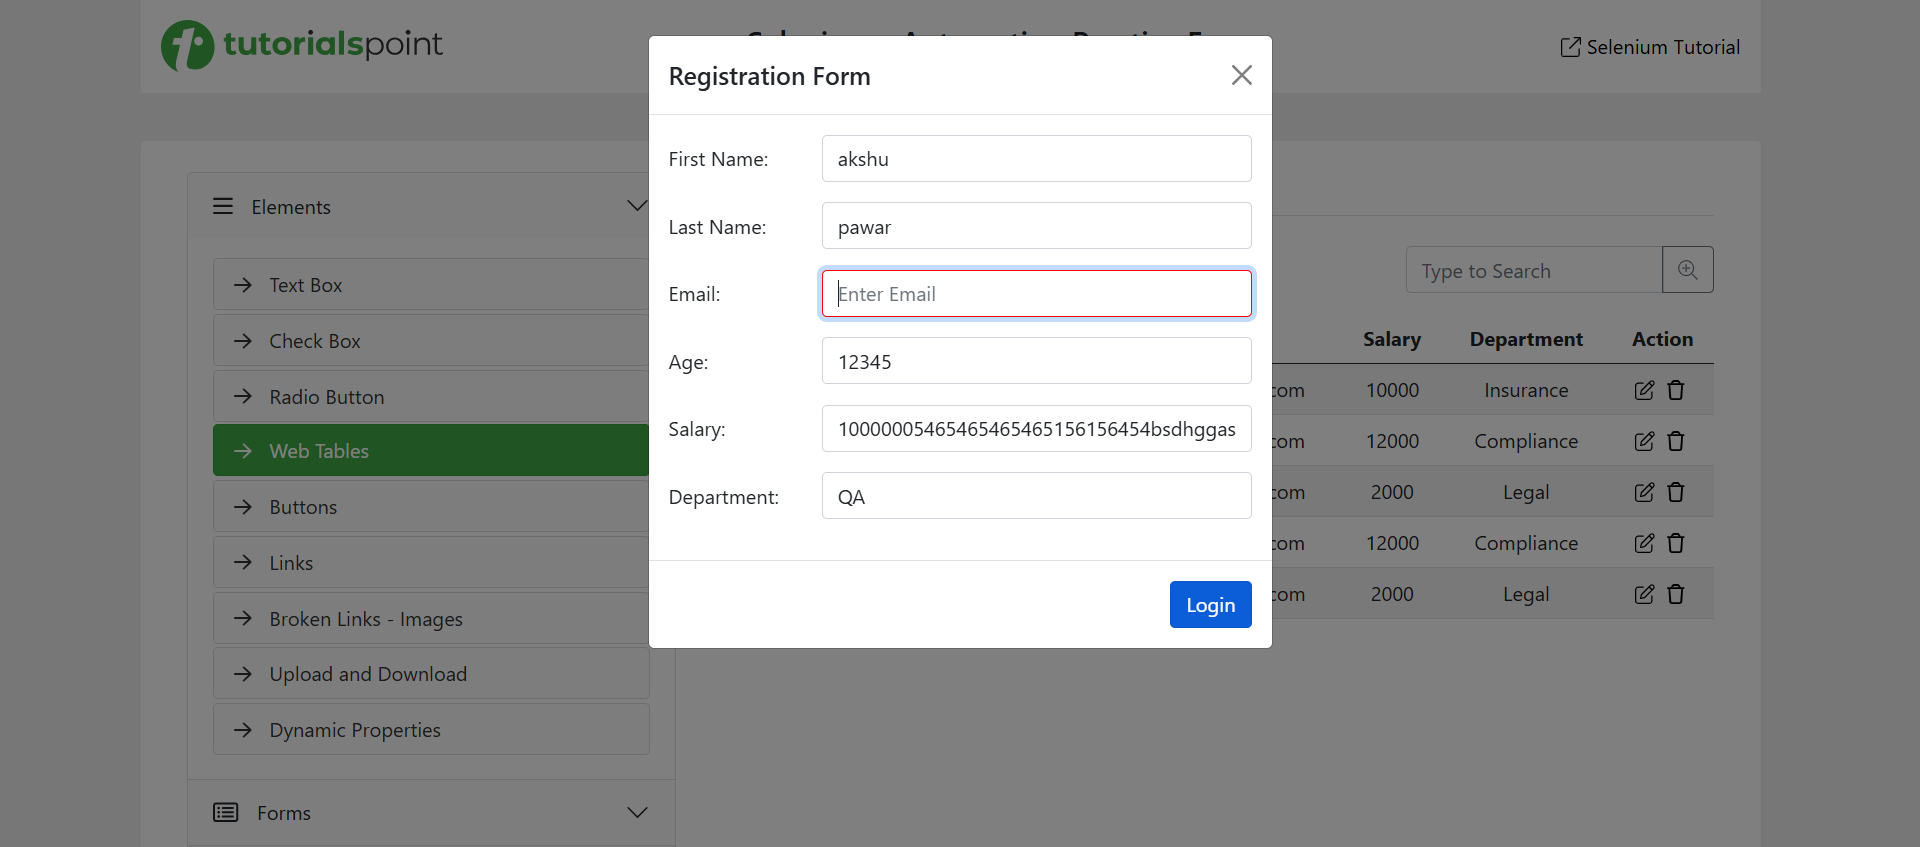 tutorialspoint
Selenium Tutorial
Registration Form
First Name:
akshu
Last Name:
pawar
Email:
Enter Email
Age:
12345
Salary:
10000005465465465465156156454bsdhggas
Department:
QA
Login
Elements
Text Box
Check Box
Radio Button
Web Tables
Buttons
Links
Broken Links - Images
Upload and Download
Dynamic Properties
Forms
Type to Search
Salary Department Action
com 10000 Insurance
com 12000 Compliance
com 2000 Legal
com 12000 Compliance
com 2000 Legal